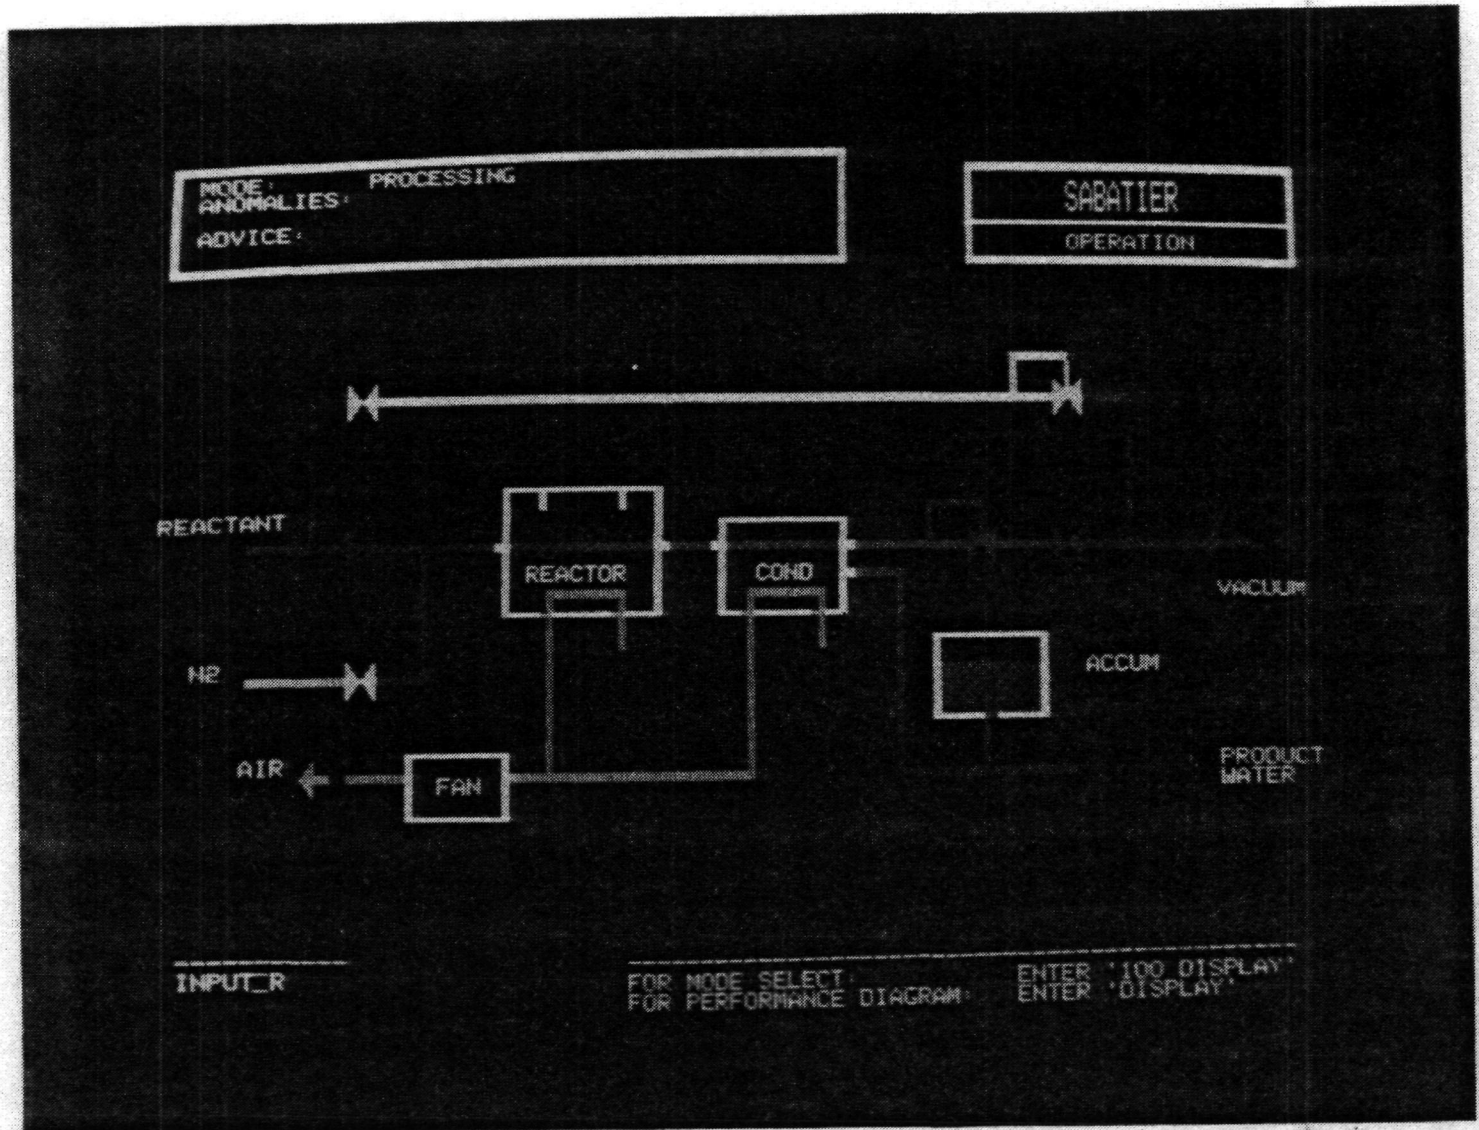 MODE: PROCESSING
ANOMALIES:
ADVICE:
SABATIER
OPERATION
REACTANT
REACTOR
COND
VACUUM
N2
ACCUM
AIR
FAN
PRODUCT
WATER
INPUT_R
FOR MODE SELECT: ENTER '100 DISPLAY'
FOR PERFORMANCE DIAGRAM: ENTER 'DISPLAY'